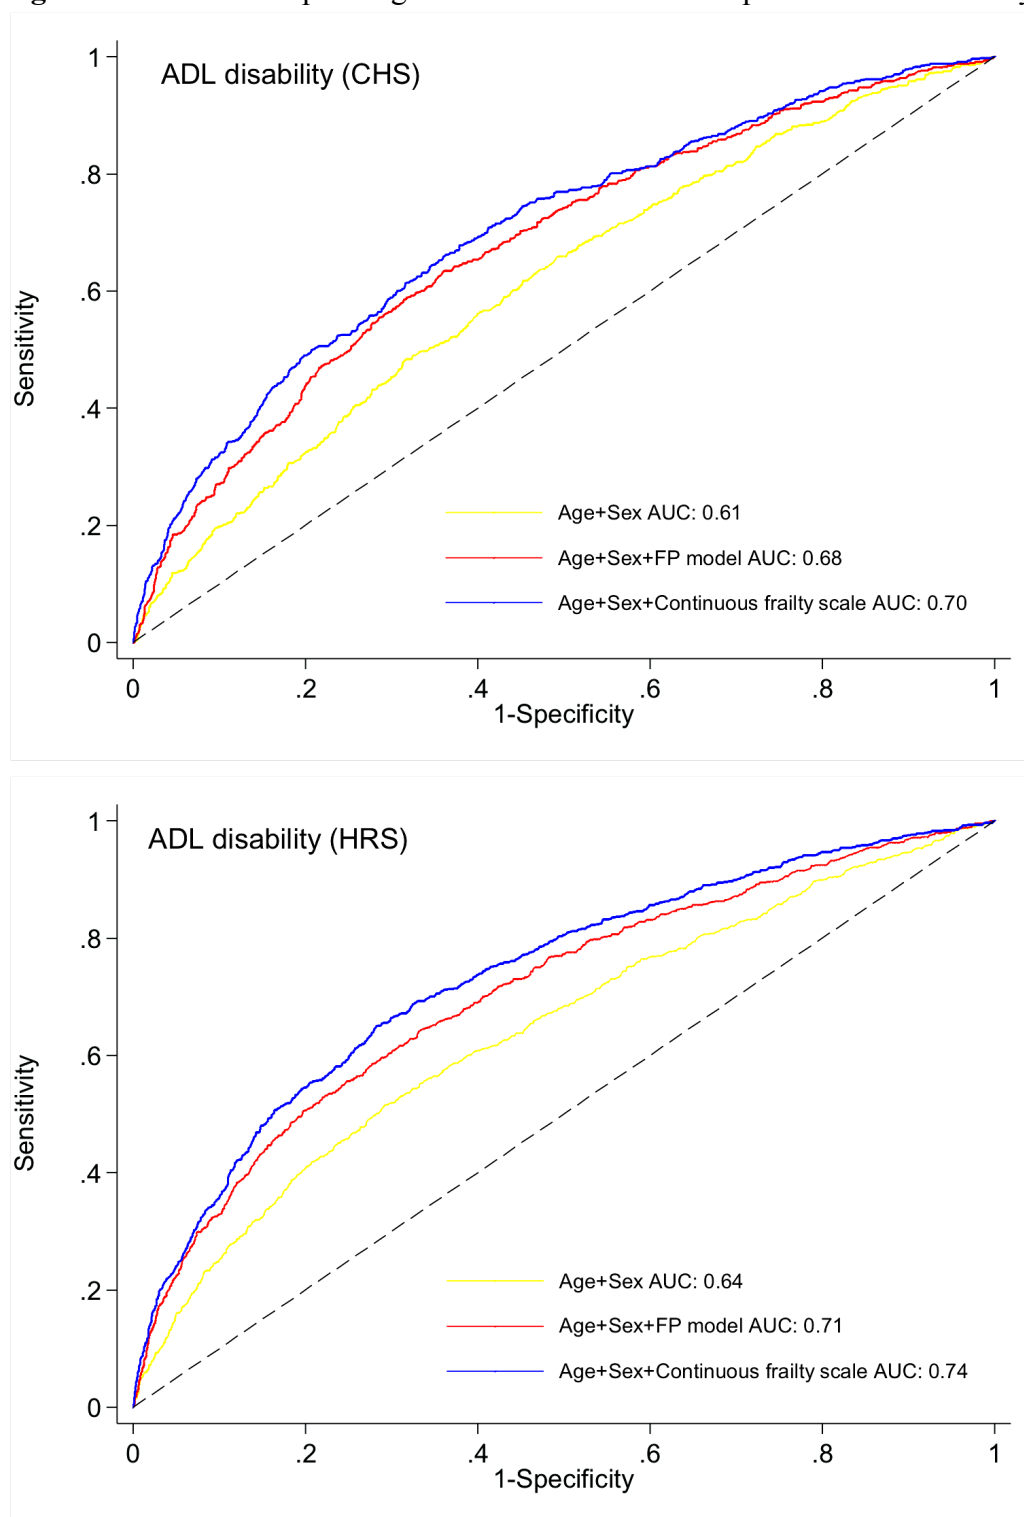 ADL disability (CHS)
1
.8
.6
.4
.2
0
Sensitivity
Age+Sex AUC: 0.61
Age+Sex+FP model AUC: 0.68
Age+Sex+Continuous frailty scale AUC: 0.70
0 .2 .4 .6 .8 1
1-Specificity
ADL disability (HRS)
1
.8
.6
.4
.2
0
Sensitivity
Age+Sex AUC: 0.64
Age+Sex+FP model AUC: 0.71
Age+Sex+Continuous frailty scale AUC: 0.74
0 .2 .4 .6 .8 1
1-Specificity